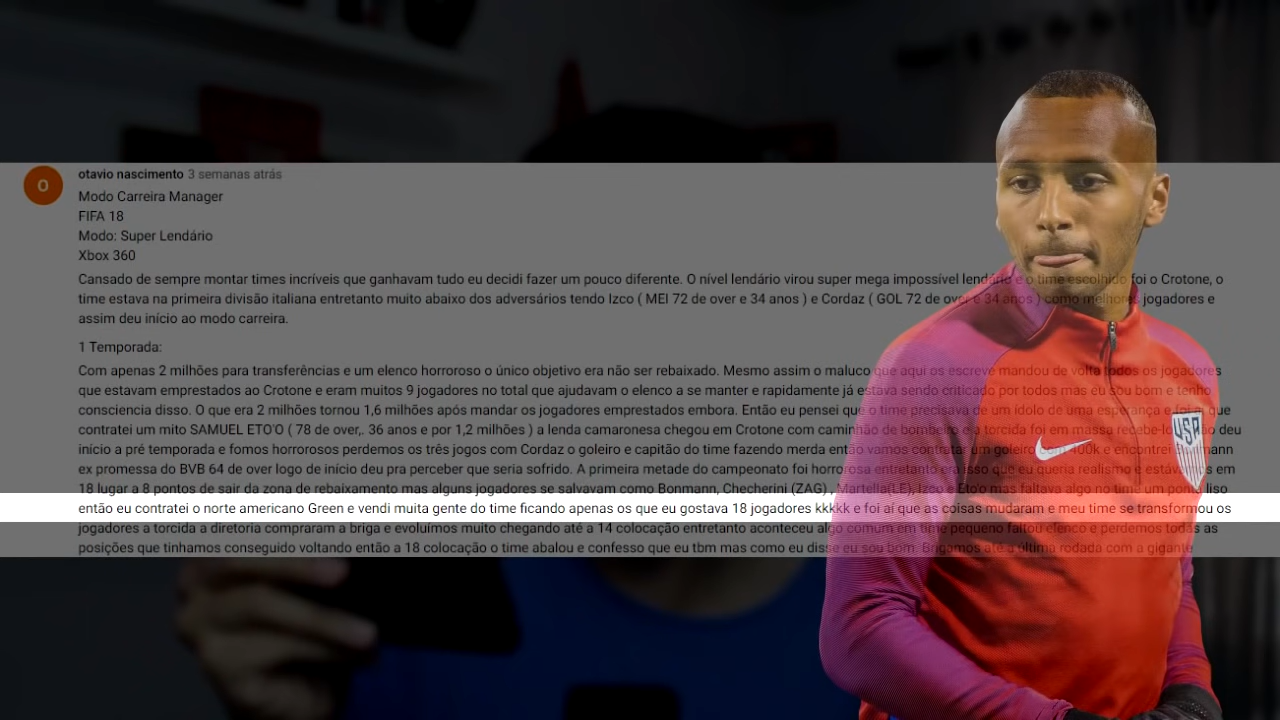 O
otavio nascimento 3 semanas atrás
Modo Carreira Manager
FIFA 18
Modo: Super Lendário
Xbox 360
Cansado de sempre montar times incríveis que ganhavam tudo eu decidi fazer um pouco diferente. O nível lendário virou super mega impossível lendário e o time escolhido foi o Crotone, o
time estava na primeira divisão italiana entretanto muito abaixo dos adversários tendo Izco ( MEI 72 de over e 34 anos ) e Cordaz ( GOL 72 de over e 34 anos ) como melhores jogadores e
assim deu início ao modo carreira.
1 Temporada:
Com apenas 2 milhões para transferências e um elenco horroroso o único objetivo era não ser rebaixado. Mesmo assim o maluco que aqui os escreve mandou de volta todos os jogadores
que estavam emprestados ao Crotone e eram muitos 9 jogadores no total que ajudavam o elenco a se manter e rapidamente já estava sendo criticado por todos mas eu sou bom e tenho
consciencia disso. O que era 2 milhões tornou 1,6 milhões após mandar os jogadores emprestados embora. Então eu pensei que o time precisava de um ídolo de uma esperança e foi ai que
contratei um mito SAMUEL ETO'O ( 78 de over,. 36 anos e por 1,2 milhões ) a lenda camaronesa chegou em Crotone com caminhão de bombeiro e a torcida foi em massa recebe-lo. Então deu
início a pré temporada e fomos horrorosos perdemos os três jogos com Cordaz o goleiro e capitão do time fazendo merda então vamos contratar um goleiro com 400k e encontrei Bonmann
ex promessa do BVB 64 de over logo de início deu pra perceber que seria sofrido. A primeira metade do campeonato foi horrorosa entretanto era isso que eu queria realismo e estávamos em
18 lugar a 8 pontos de sair da zona de rebaixamento mas alguns jogadores se salvavam como Bonmann, Checherini (ZAG) , Martella(LE), Izco e Eto'o mas faltava algo no time um ponta liso
então eu contratei o norte americano Green e vendi muita gente do time ficando apenas os que eu gostava 18 jogadores kkkkk e foi aí que as coisas mudaram e meu time se transformou os
jogadores a torcida a diretoria compraram a briga e evoluímos muito chegando até a 14 colocação entretanto aconteceu algo comum em time pequeno faltou elenco e perdemos todas as
posições que tinhamos conseguido voltando então a 18 colocação o time abalou e confesso que eu tbm mas como eu disse eu sou bom. Brigamos até a última rodada com a gigante
USA